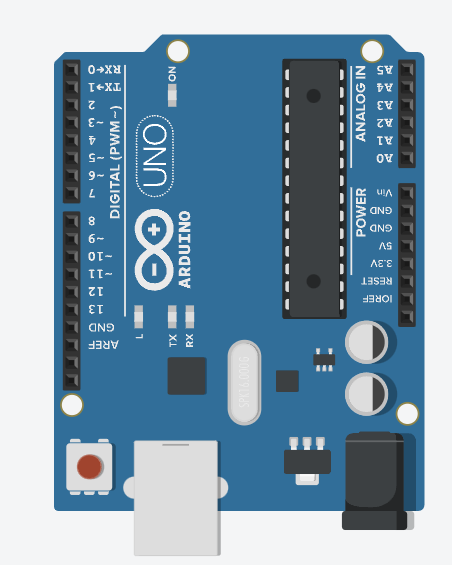 RX←0
TX→1
2
~3
4
~5
~6
7
8
~9
~10
~11
12
13
GND
AREF
DIGITAL (PWM~)
ON
UNO
ARDUINO
L
TX
RX
ANALOG IN
A5
A4
A3
A2
A1
A0
POWER
Vin
GND
GND
5V
3.3V
RESET
IOREF